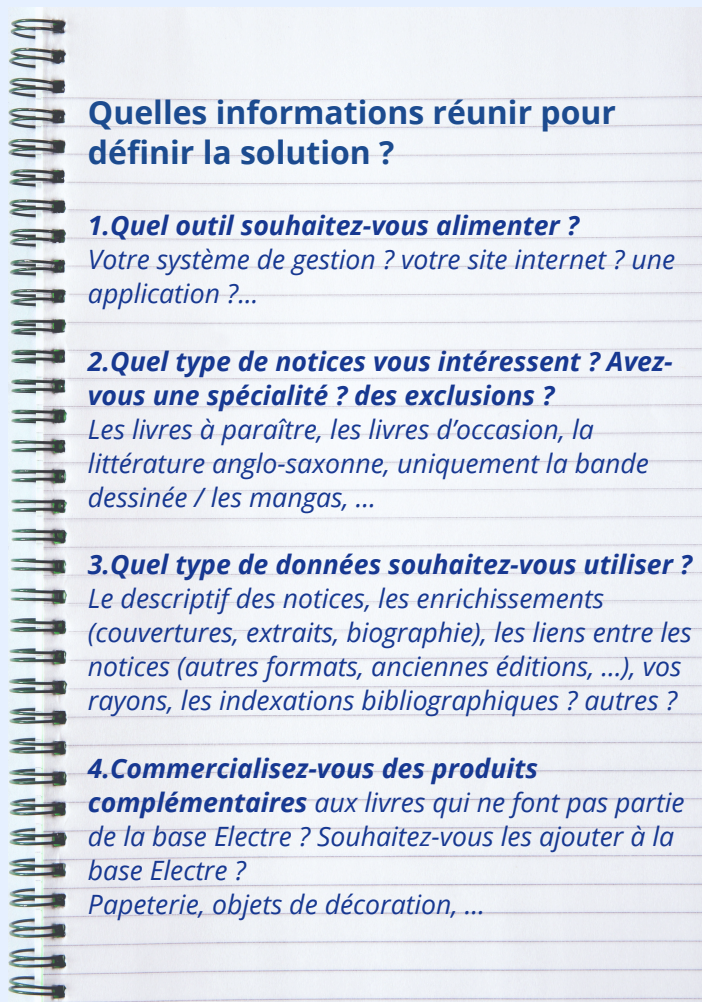 Quelles informations réunir pour
définir la solution ?
1.Quel outil souhaitez-vous alimenter ?
Votre système de gestion ? votre site internet ? une
application ?...
2.Quel type de notices vous intéressent ? Avez-
vous une spécialité ? des exclusions ?
Les livres à paraître, les livres d’occasion, la
littérature anglo-saxonne, uniquement la bande
dessinée / les mangas, ...
3.Quel type de données souhaitez-vous utiliser ?
Le descriptif des notices, les enrichissements
(couvertures, extraits, biographie), les liens entre les
notices (autres formats, anciennes éditions, ...), vos
rayons, les indexations bibliographiques ? autres ?
4.Commercialisez-vous des produits
complémentaires aux livres qui ne font pas partie
de la base Electre ? Souhaitez-vous les ajouter à la
base Electre ?
Papeterie, objets de décoration, ...